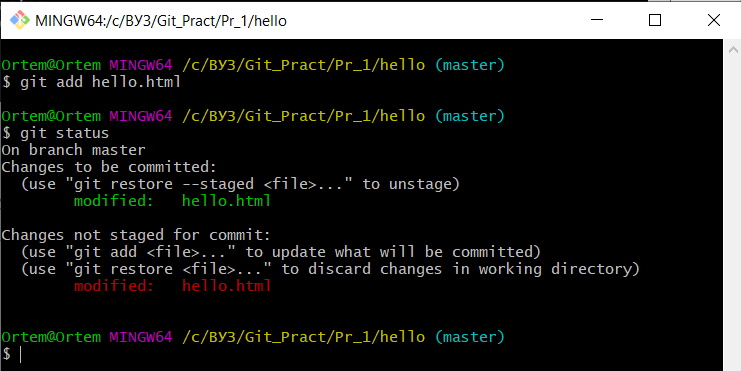 MINGW64:/c/ВУЗ/Git_Pract/Pr_1/hello
Ortem@Ortem MINGW64 /c/ВУЗ/Git_Pract/Pr_1/hello (master)
$ git add hello.html
Ortem@Ortem MINGW64 /c/ВУЗ/Git_Pract/Pr_1/hello (master)
$ git status
On branch master
Changes to be committed:
  (use "git restore --staged <file>..." to unstage)
        modified:   hello.html
Changes not staged for commit:
  (use "git add <file>..." to update what will be committed)
  (use "git restore <file>..." to discard changes in working directory)
        modified:   hello.html
Ortem@Ortem MINGW64 /c/ВУЗ/Git_Pract/Pr_1/hello (master)
$